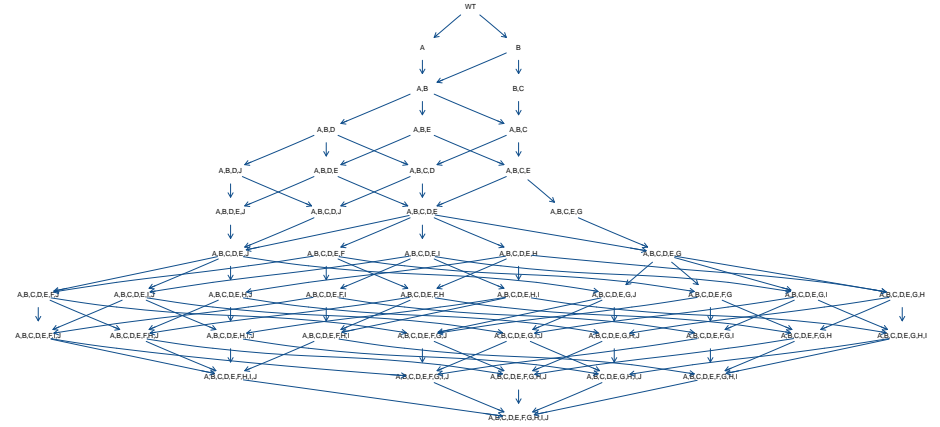 WT
A B
A,B B,C
A,B,D A,B,E A,B,C
A,B,D,J A,B,D,E A,B,C,D A,B,C,E
A,B,D,E,J A,B,C,D,J A,B,C,D,E A,B,C,E,G
A,B,C,D,E,J A,B,C,D,E,F A,B,C,D,E,I A,B,C,D,E,H A,B,C,D,E,G
A,B,C,D,E,F,J A,B,C,D,E,I,J A,B,C,D,E,H,J A,B,C,D,E,F,I A,B,C,D,E,F,H A,B,C,D,E,H,I A,B,C,D,E,G,J A,B,C,D,E,F,G A,B,C,D,E,G,I A,B,C,D,E,G,H
A,B,C,D,E,F,I,J A,B,C,D,E,F,H,J A,B,C,D,E,H,I,J A,B,C,D,E,F,H,I A,B,C,D,E,F,G,J A,B,C,D,E,G,I,J A,B,C,D,E,G,H,J A,B,C,D,E,F,G,I A,B,C,D,E,F,G,H A,B,C,D,E,G,H,I
A,B,C,D,E,F,H,I,J A,B,C,D,E,F,G,I,J A,B,C,D,E,F,G,H,J A,B,C,D,E,G,H,I,J A,B,C,D,E,F,G,H,I
A,B,C,D,E,F,G,H,I,J